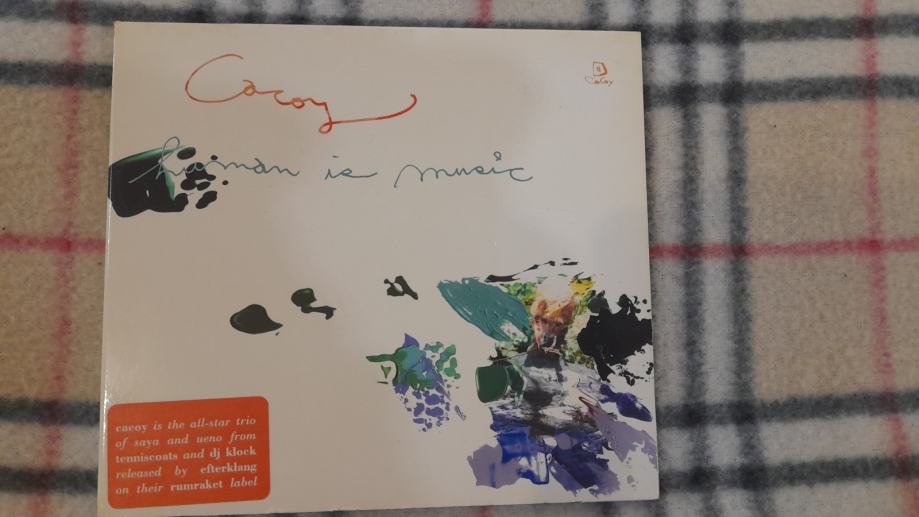 Cacoy
Cacoy
human is music
cacoy is the all-star trio
of saya and ueno from
tenniscoats and dj klock
released by efterklang
on their rumraket label